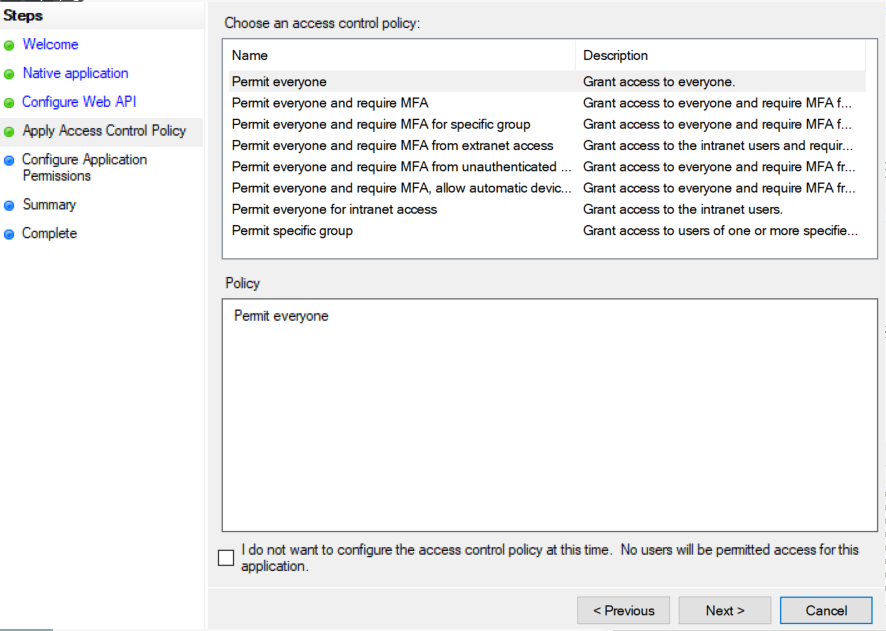 Steps
Welcome
Native application
Configure Web API
Apply Access Control Policy
Configure Application
Permissions
Summary
Complete
Choose an access control policy:
Name Description
Permit everyone Grant access to everyone.
Permit everyone and require MFA Grant access to everyone and require MFA f...
Permit everyone and require MFA for specific group Grant access to everyone and require MFA f...
Permit everyone and require MFA from extranet access Grant access to the intranet users and requir...
Permit everyone and require MFA from unauthenticated ... Grant access to everyone and require MFA fr...
Permit everyone and require MFA, allow automatic devic... Grant access to everyone and require MFA fr...
Permit everyone for intranet access Grant access to the intranet users.
Permit specific group Grant access to users of one or more specifie...
Policy
Permit everyone
I do not want to configure the access control policy at this time. No users will be permitted access for this
application.
< Previous Next > Cancel